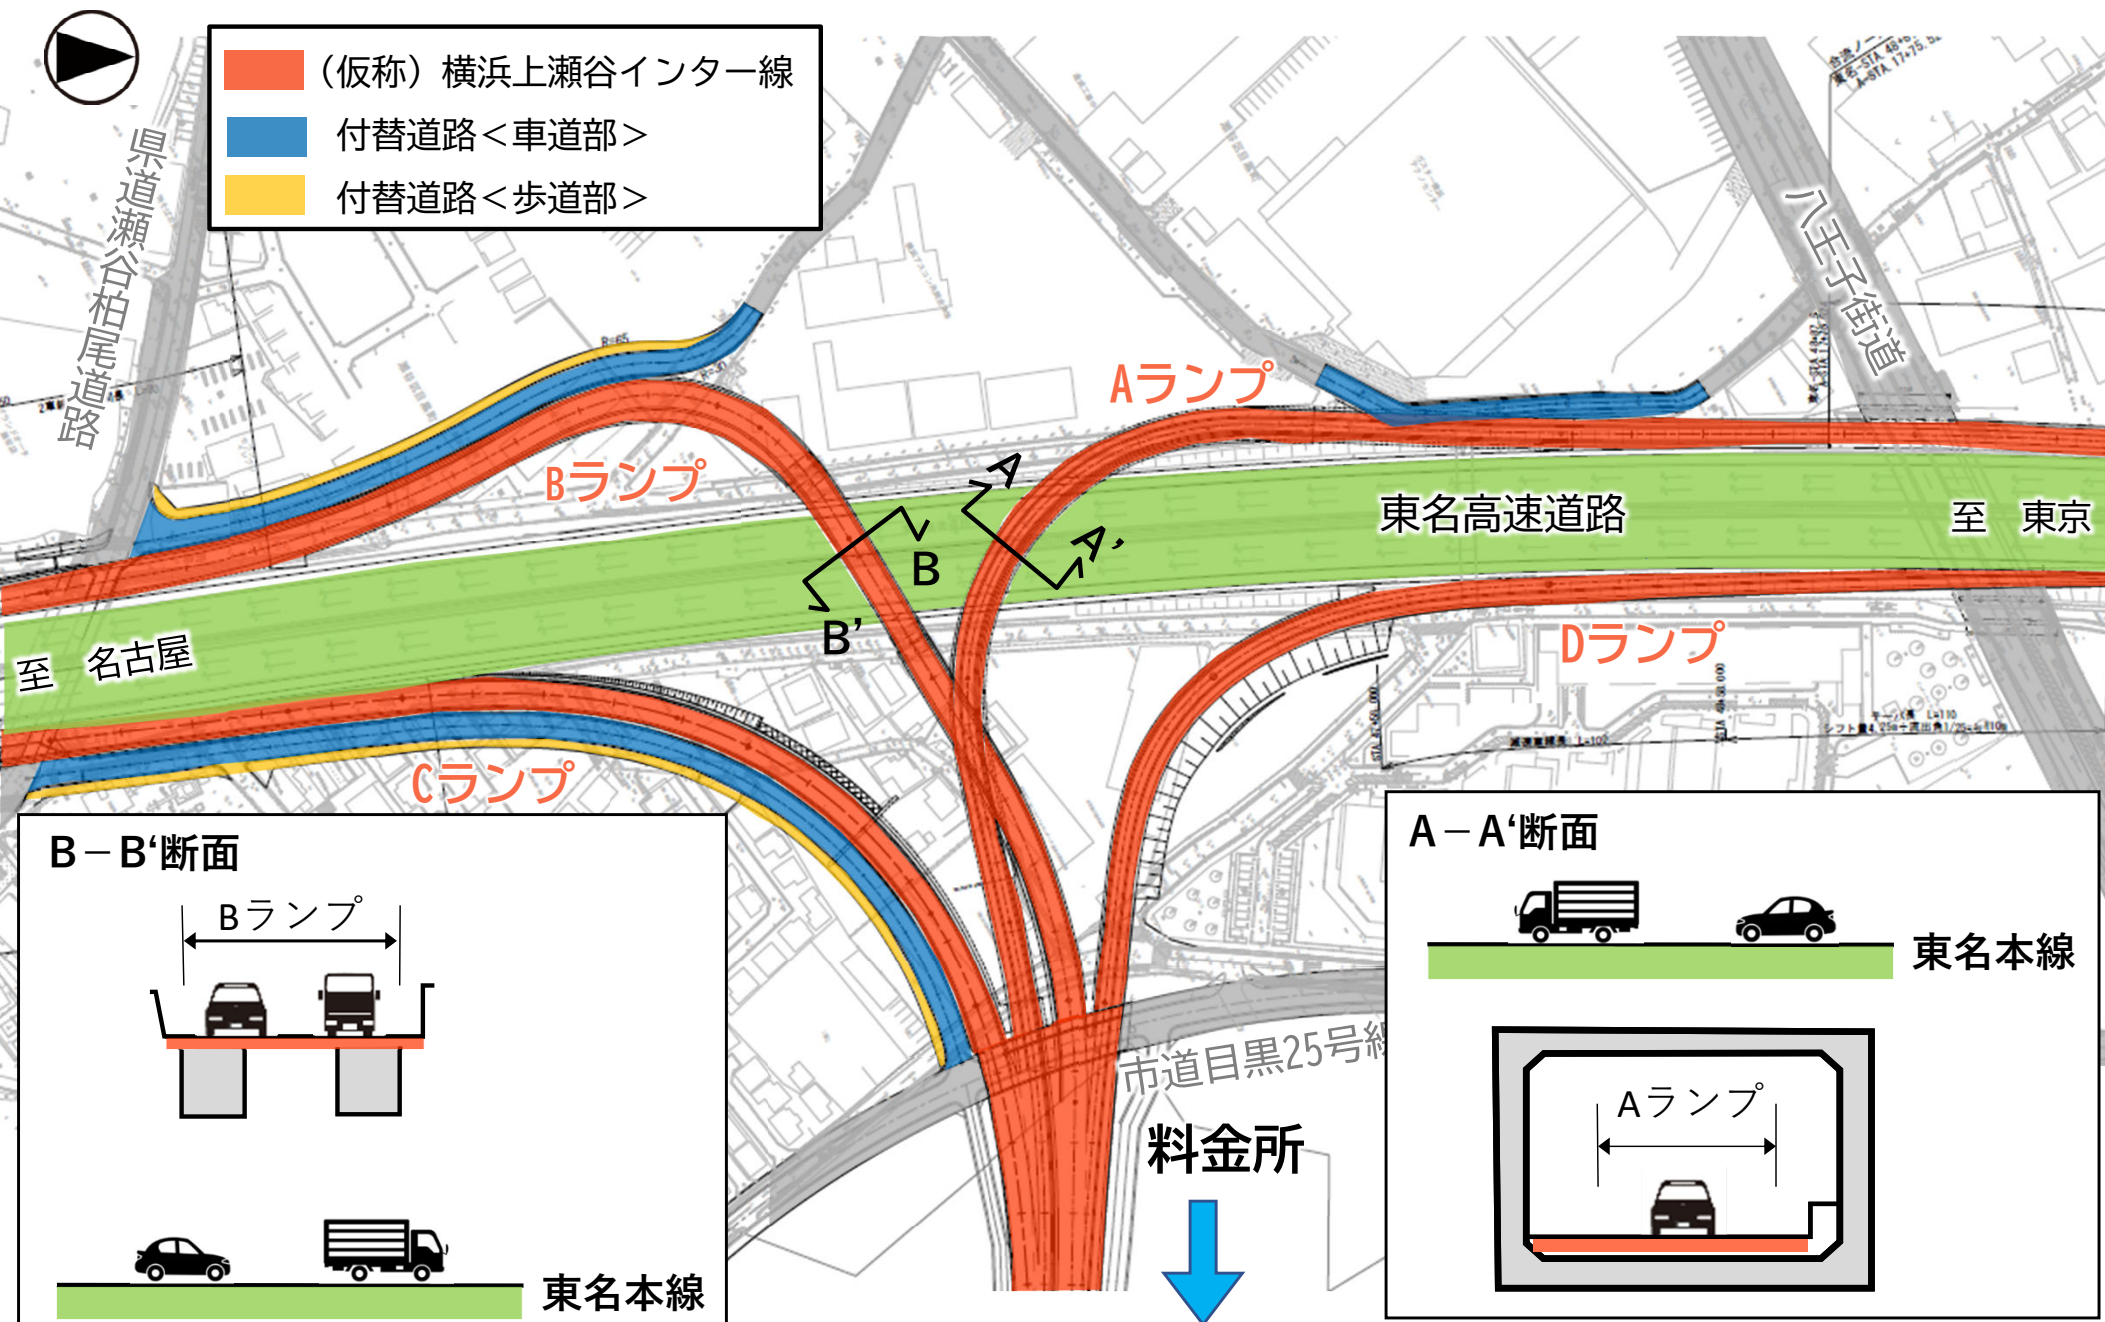 （仮称）横浜上瀬谷インター線
付替道路＜車道部＞
付替道路＜歩道部＞
県道瀬谷柏尾道路
八王子街道
R=65
Aランプ
Bランプ
A
A’
B
B’
東名高速道路
至　東京
至　名古屋
Dランプ
Cランプ
市道目黒25号線
料金所
B－B‘断面
Bランプ
東名本線
A－A‘断面
東名本線
Aランプ